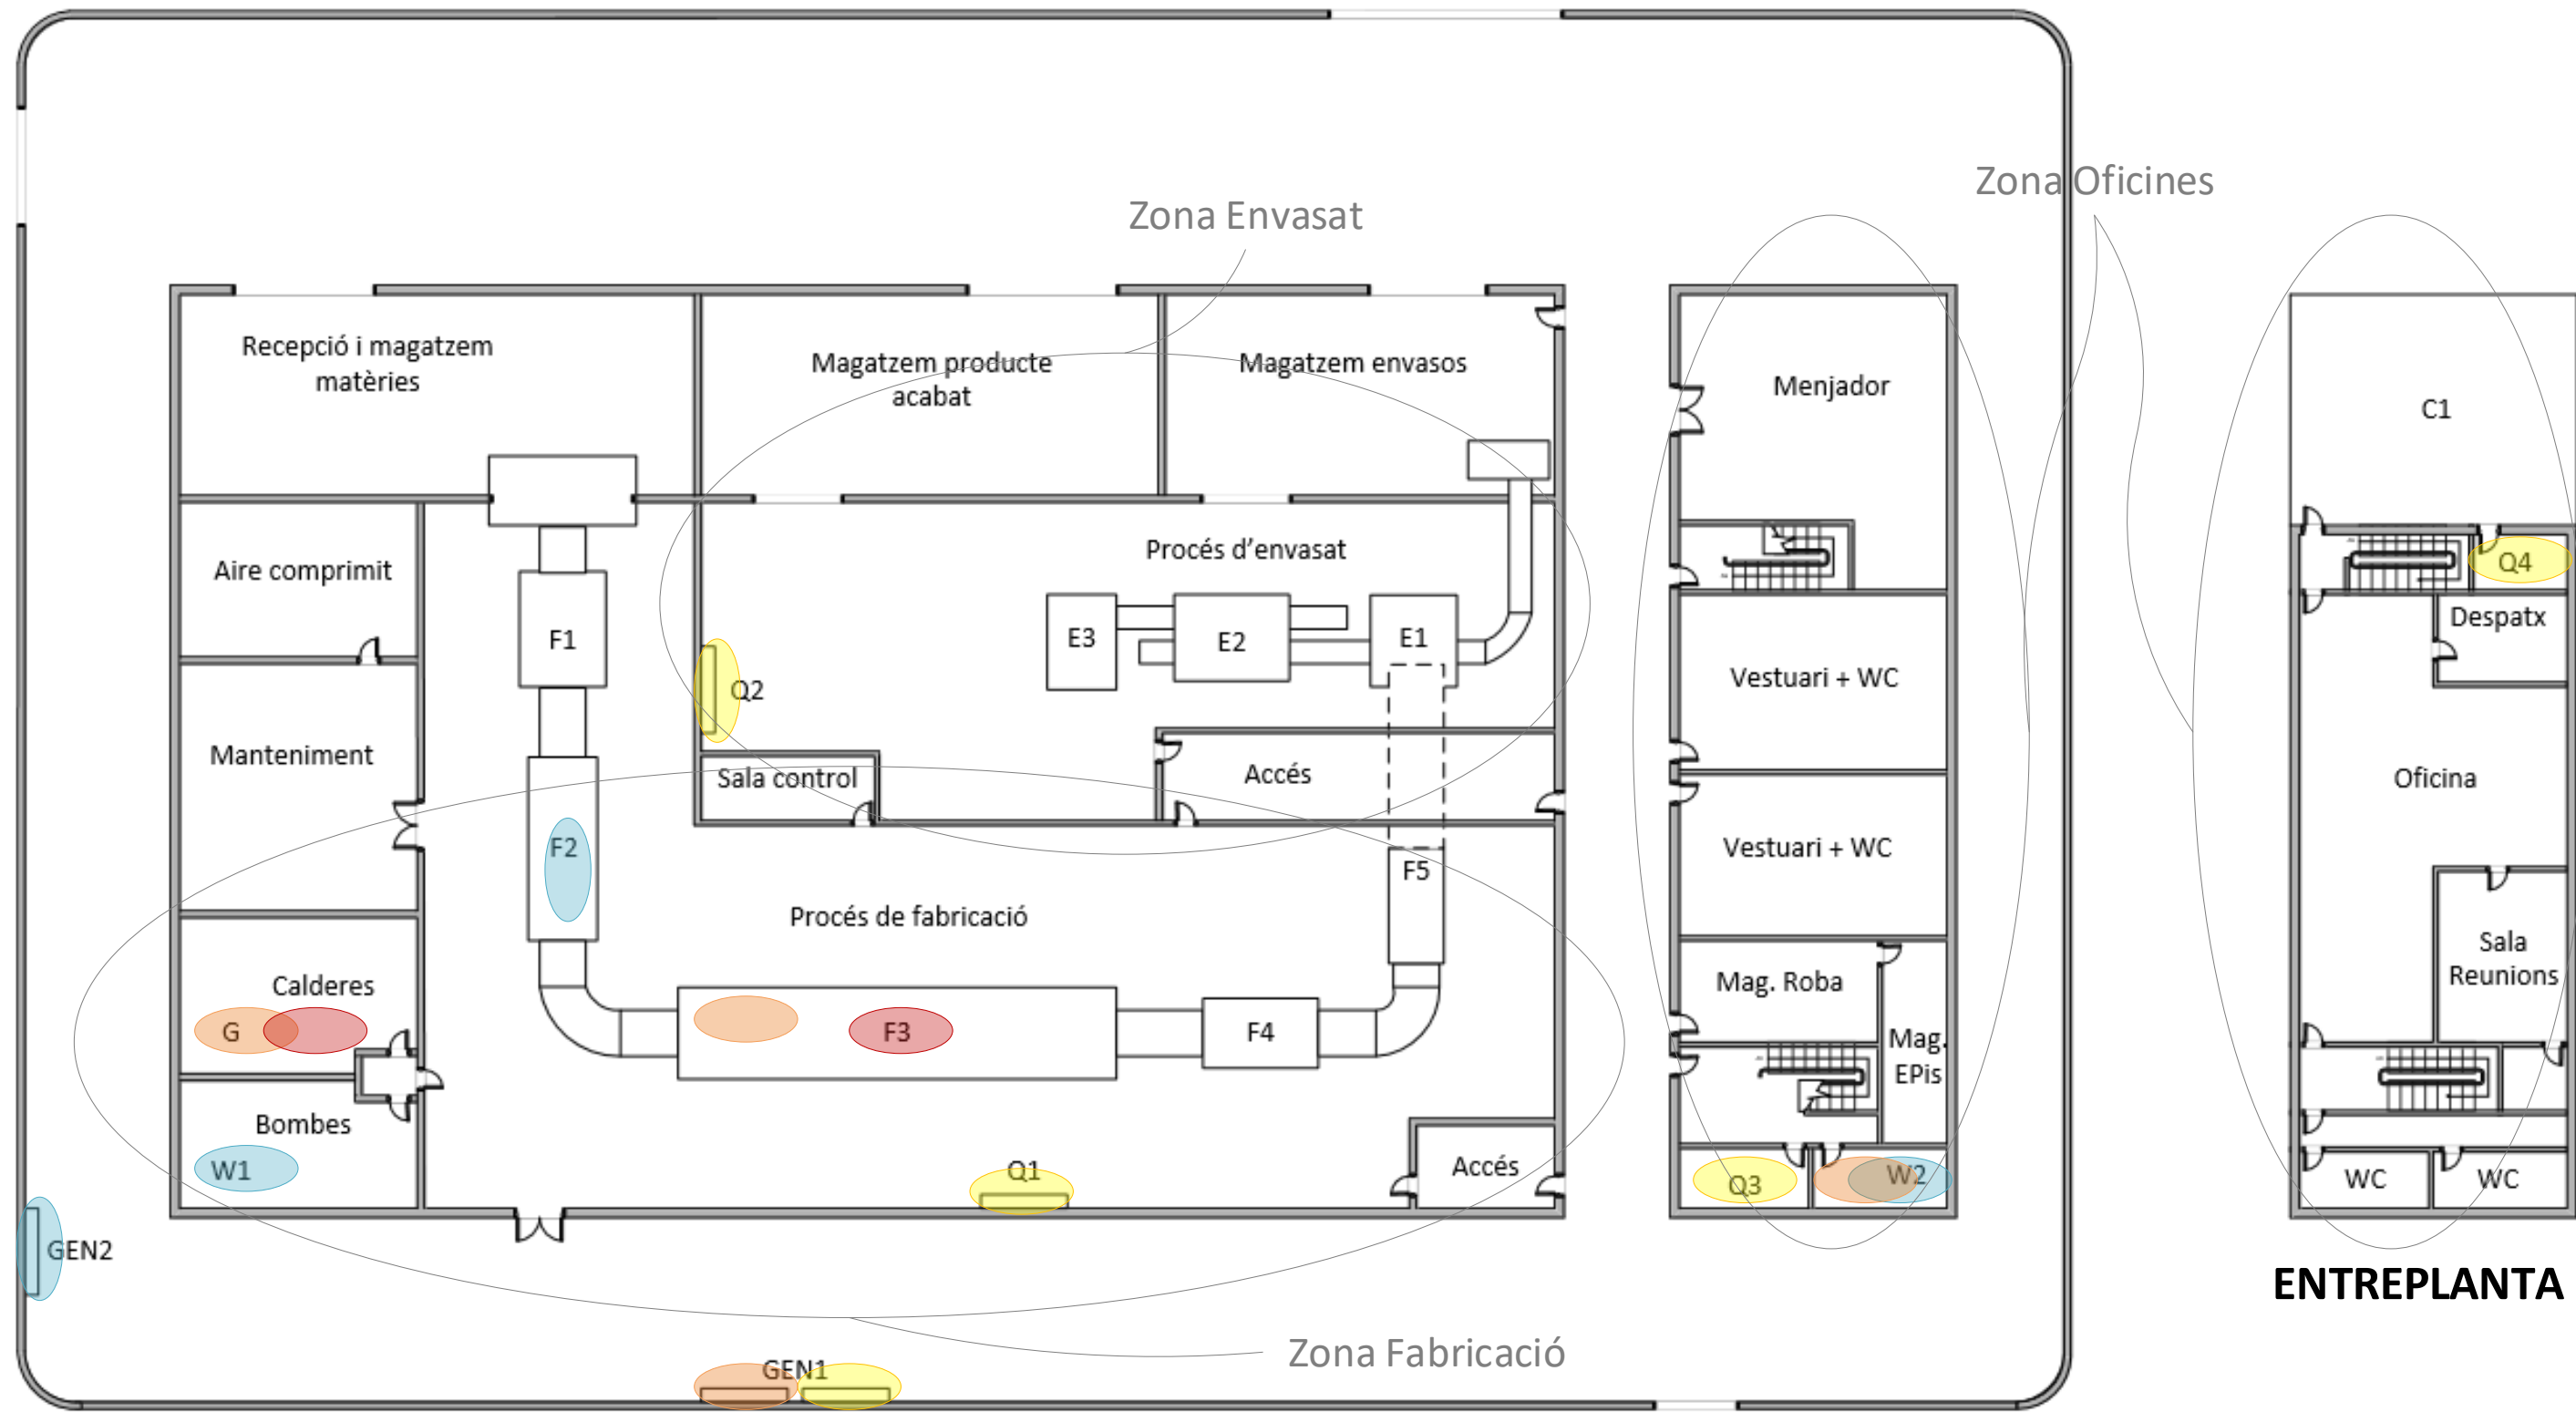 Zona Oficines
Zona Envasat
Recepció i magatzem
matèries
Magatzem producte
acabat
Magatzem envasos
Menjador
C1
Aire comprimit
Procés d’envasat
Q4
Despatx
F1
E3
E2
E1
Q2
Vestuari + WC
Manteniment
Sala control
Accés
Oficina
F2
Vestuari + WC
F5
Procés de fabricació
Sala
Reunions
Calderes
Mag. Roba
G
F3
F4
Mag.
EPis
Bombes
W1
Q1
Accés
Q3
W2
WC
WC
GEN2
ENTREPLANTA
Zona Fabricació
GEN1